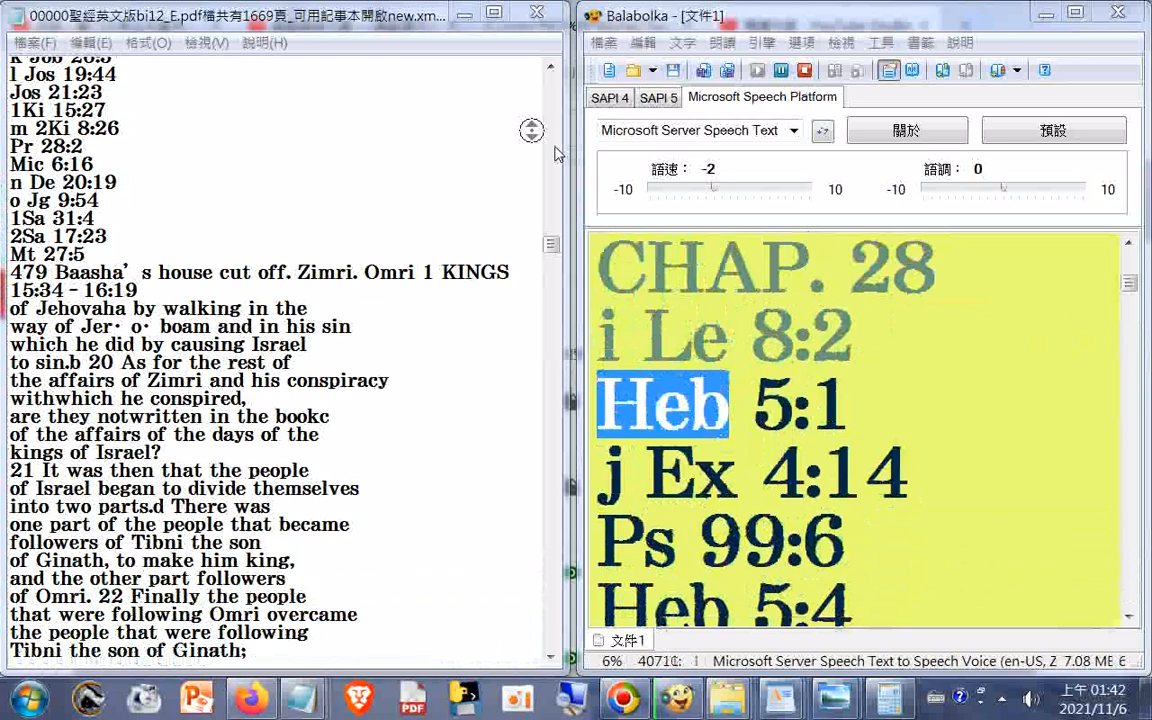 00000聖經英文版bi12_E.pdf檔共有1669頁_可用記事本開啟new.xm...
檔案(F) 編輯(E) 格式(O) 檢視(V) 說明(H)
l Jos 19:44
Jos 21:23
1Ki 15:27
m 2Ki 8:26
Pr 28:2
Mic 6:16
n De 20:19
o Jg 9:54
1Sa 31:4
2Sa 17:23
Mt 27:5
479 Baasha’s house cut off. Zimri. Omri 1 KINGS
15:34–16:19
of Jehovaha by walking in the
way of Jer·o·boam and in his sin
which he did by causing Israel
to sin.b 20 As for the rest of
the affairs of Zimri and his conspiracy
withwhich he conspired,
are they notwritten in the bookc
of the affairs of the days of the
kings of Israel?
21 It was then that the people
of Israel began to divide themselves
into two parts.d There was
one part of the people that became
followers of Tibni the son
of Ginath, to make him king,
and the other part followers
of Omri. 22 Finally the people
that were following Omri overcame
the people that were following
Tibni the son of Ginath;
Balabolka - [文件1]
檔案 編輯 文字 朗讀 引擎 選項 檢視 工具 書籤 說明
SAPI 4 SAPI 5 Microsoft Speech Platform
Microsoft Server Speech Text 關於 預設
語速： -2 語調： 0
-10 10 -10 10
CHAP. 28
i Le 8:2
Heb 5:1
j Ex 4:14
Ps 99:6
Heb 5:4
文件1
6% Microsoft Server Speech Text to Speech Voice (en-US, Z 7.08 MB 6
PDF
上午 01:42
2021/11/6